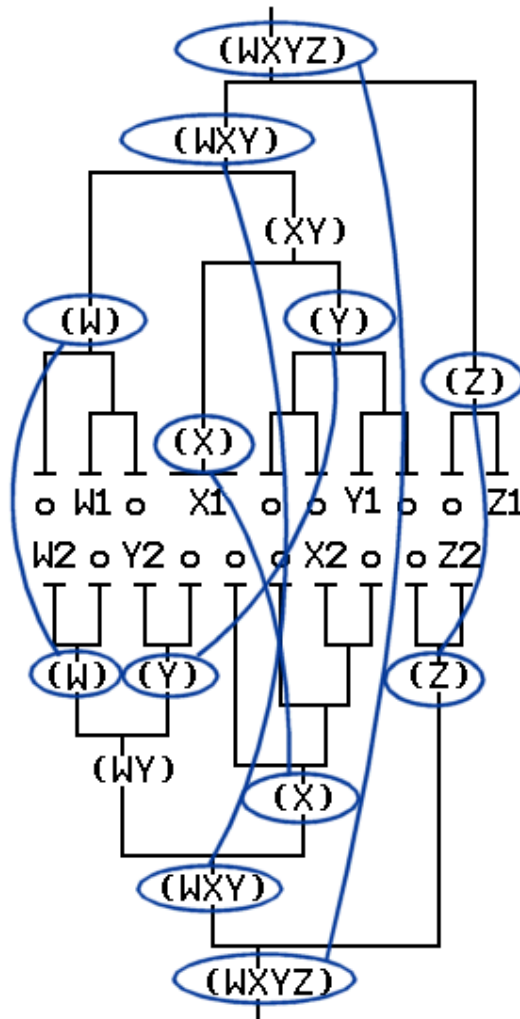 (WXYZ)
(WXY)
(XY)
(W) (Y)
(Z)
(X)
o W1 o X1 o o Y1 o o Z1
W2 o Y2 o o o X2 o o Z2
(W) (Y) (Z)
(WY)
(X)
(WXY)
(WXYZ)